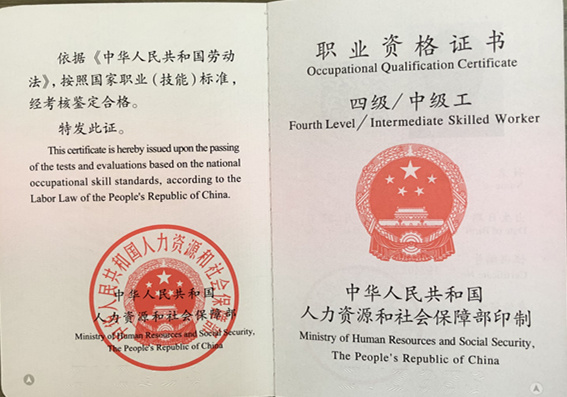 依据《中华人民共和国劳动
法》，按照国家职业（技能）标准，
经考核鉴定合格。
特发此证。
This certificate is hereby issued upon the passing
of the tests and evaluations based on the national
occupational skill standards, according to the
Labor Law of the People's Republic of China.
中华人民共和国人力资源和社会保障部
中华人民共和国
人力资源和社会保障部
Ministry of Human Resources and Social Security,
The People's Republic of China
A
职业资格证书
Occupational Qualification Certificate
四级/中级工
Fourth Level/Intermediate Skilled Worker
中华人民共和国
人力资源和社会保障部印制
Ministry of Human Resources and Social Security,
The People's Republic of China
A